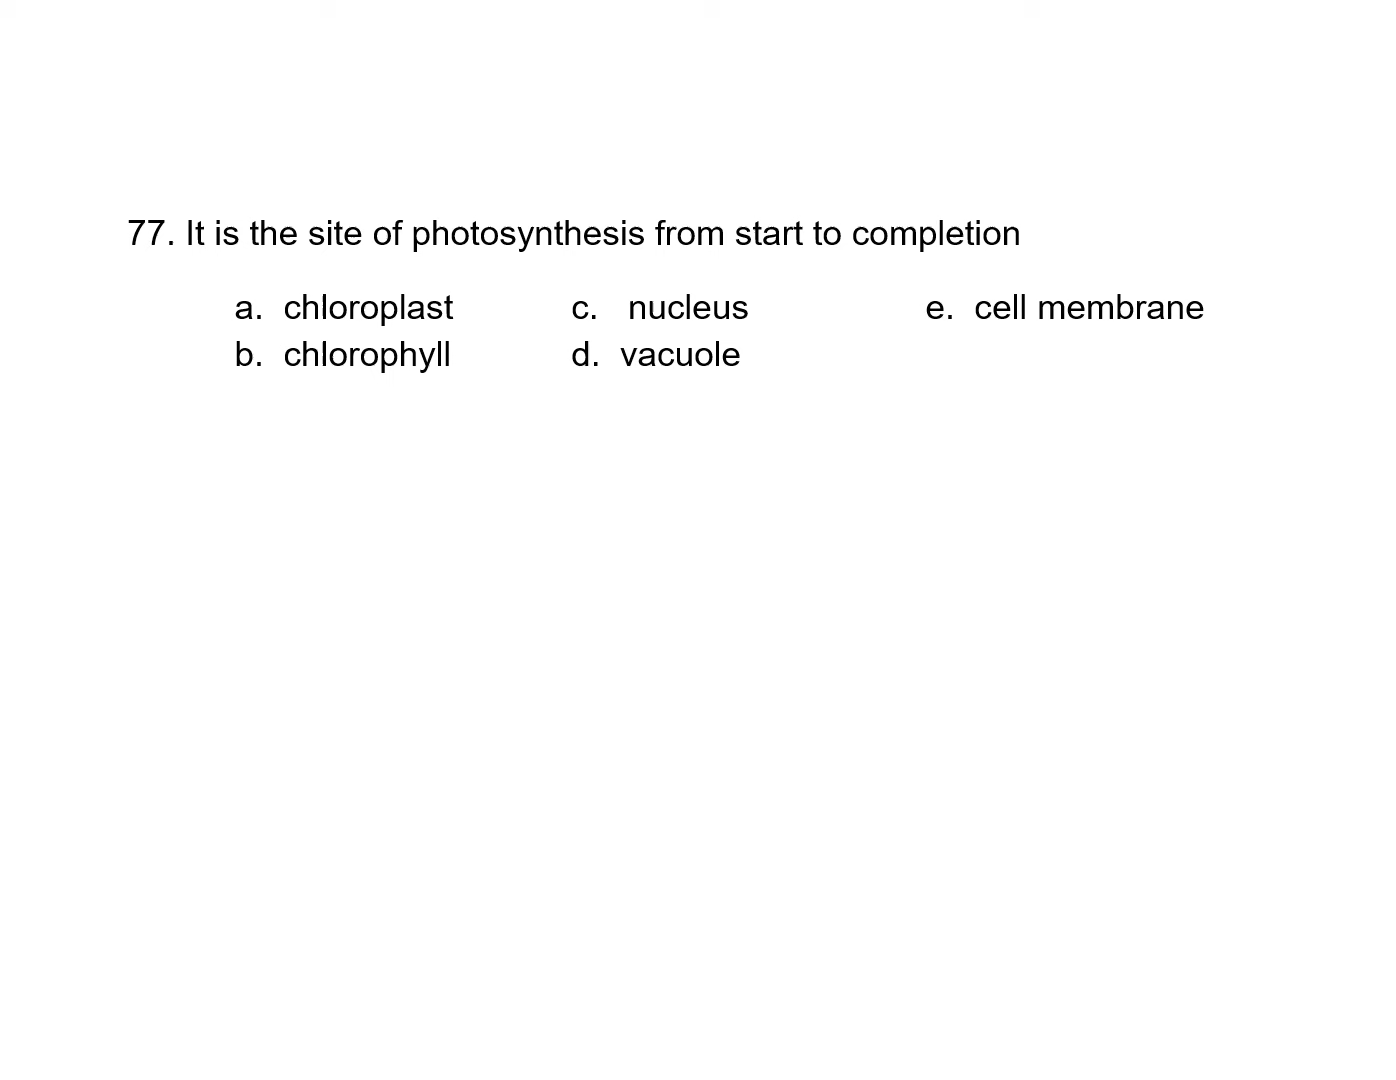 77. It is the site of photosynthesis from start to completion
a. chloroplast c. nucleus e. cell membrane
b. chlorophyll d. vacuole